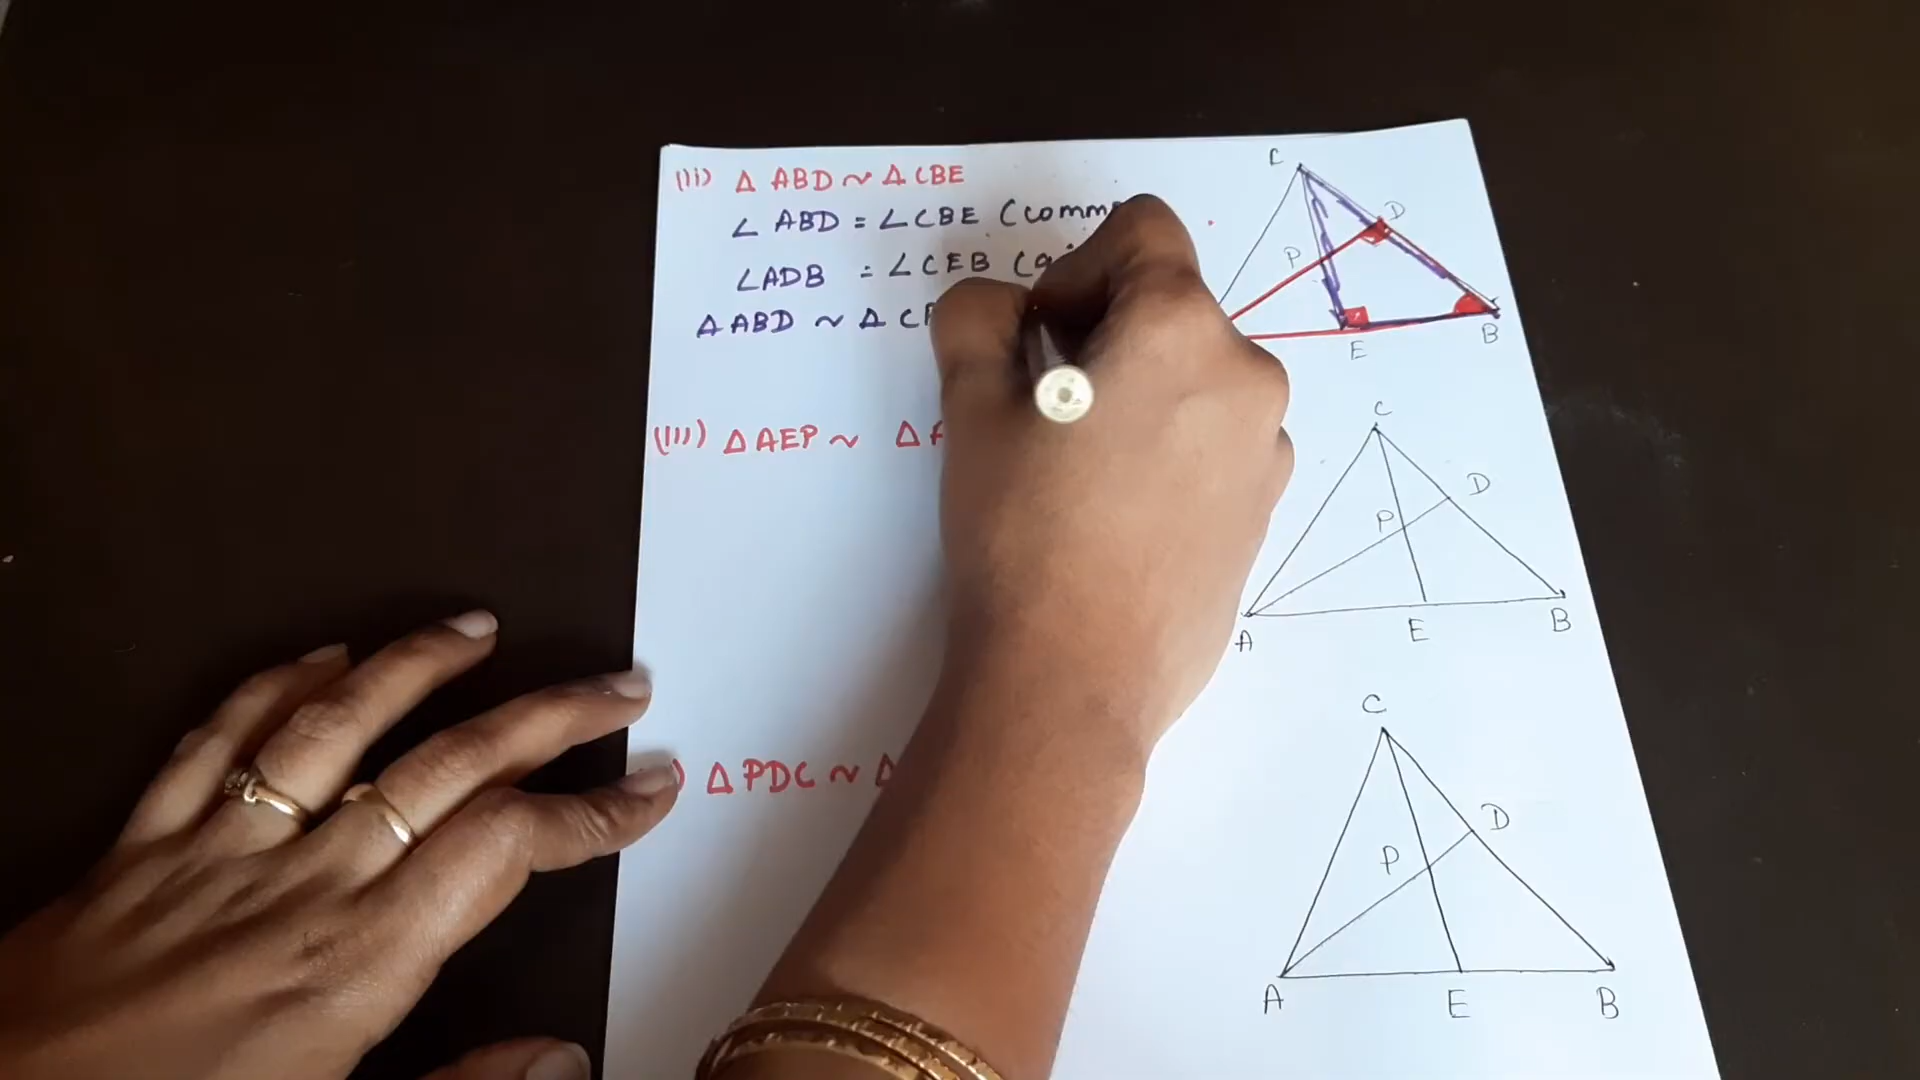 (ii) Δ ABD ~ Δ CBE
∠ ABD = ∠CBE
∠ADB = ∠CEB
Δ ABD ~ Δ
(III) Δ AEP ~ Δ
Δ PDC ~ Δ
C
D
P
E
B
C
D
P
A
E
B
C
D
P
A
E
B